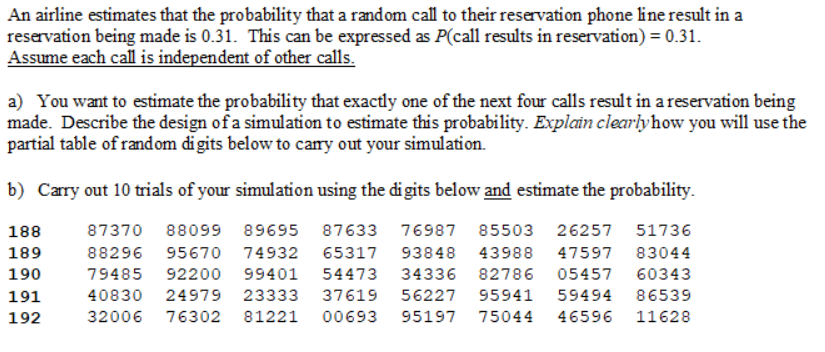 An airline estimates that the probability that a random call to their reservation phone line result in a
reservation being made is 0.31. This can be expressed as P(call results in reservation) = 0.31.
Assume each call is independent of other calls.
a) You want to estimate the probability that exactly one of the next four calls result in a reservation being
made. Describe the design of a simulation to estimate this probability. Explain clearly how you will use the
partial table of random digits below to carry out your simulation.
b) Carry out 10 trials of your simulation using the digits below and estimate the probability.
188 87370 88099 89695 87633 76987 85503 26257 51736
189 88296 95670 74932 65317 93848 43988 47597 83044
190 79485 92200 99401 54473 34336 82786 05457 60343
191 40830 24979 23333 37619 56227 95941 59494 86539
192 32006 76302 81221 00693 95197 75044 46596 11628